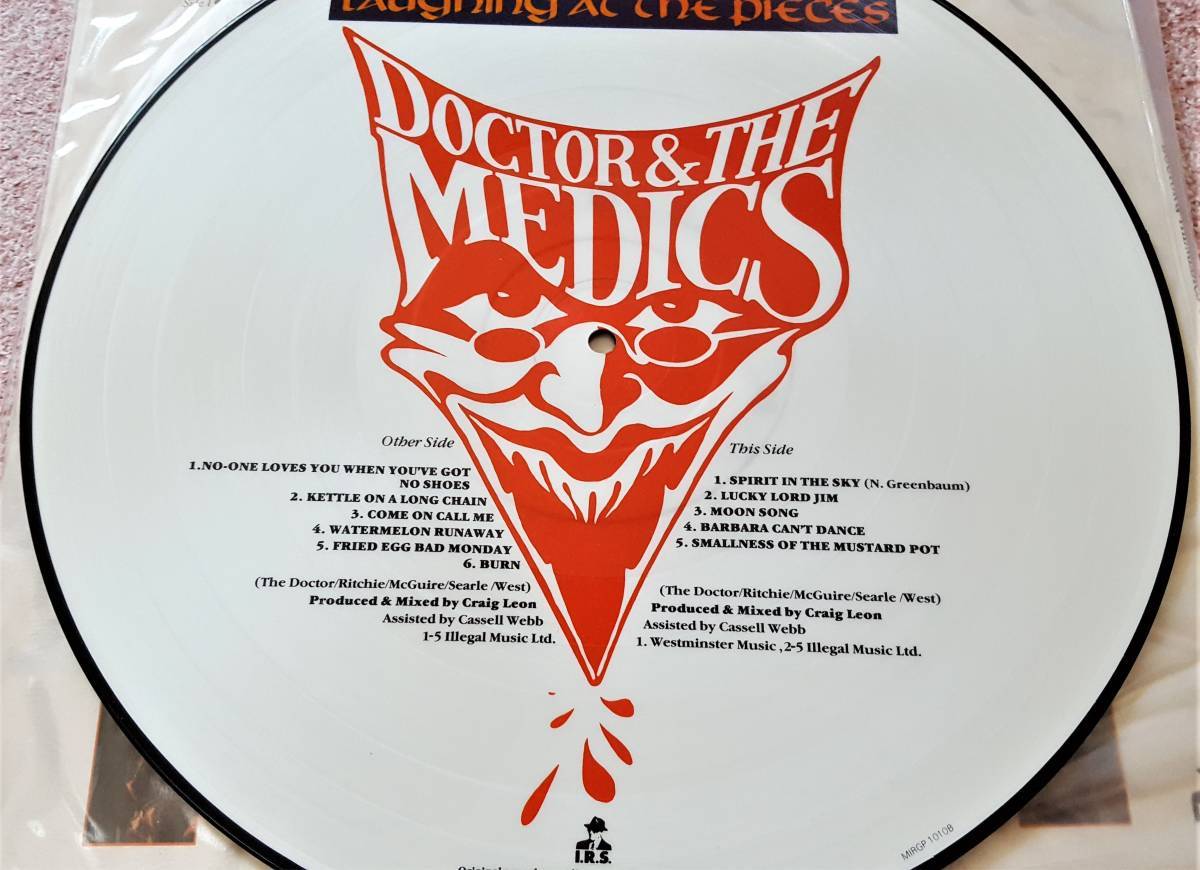 Laughing at the Pieces
DOCTOR & THE
MEDICS
Other Side
1.NO-ONE LOVES YOU WHEN YOU'VE GOT
NO SHOES
2. KETTLE ON A LONG CHAIN
3. COME ON CALL ME
4. WATERMELON RUNAWAY
5. FRIED EGG BAD MONDAY
6. BURN
(The Doctor/Ritchie/McGuire/Searle /West)
Produced & Mixed by Craig Leon
Assisted by Cassell Webb
1-5 Illegal Music Ltd.
This Side
1. SPIRIT IN THE SKY (N. Greenbaum)
2. LUCKY LORD JIM
3. MOON SONG
4. BARBARA CAN'T DANCE
5. SMALLNESS OF THE MUSTARD POT
(The Doctor/Ritchie/McGuire/Searle /West)
Produced & Mixed by Craig Leon
Assisted by Cassell Webb
1. Westminster Music ,2-5 Illegal Music Ltd.
I.R.S.
MIRGP 1010B